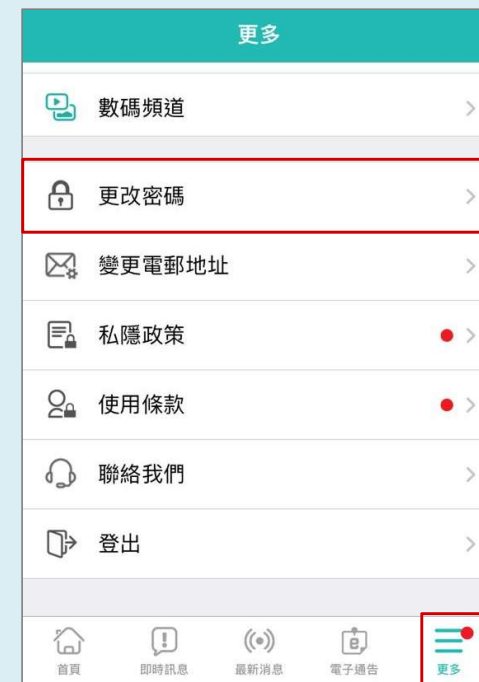 更多
數碼頻道
更改密碼
變更電郵地址
私隱政策
使用條款
聯絡我們
登出
首頁
即時訊息
最新消息
電子通告
更多